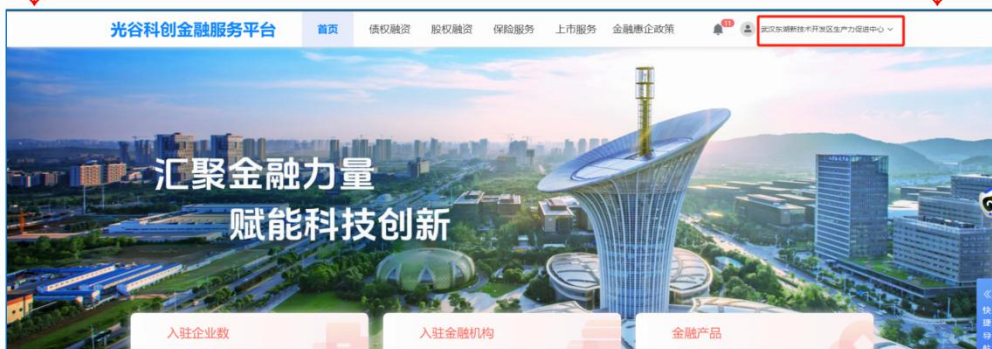 光谷科创金融服务平台 首页 债权融资 股权融资 保险服务 上市服务 金融惠企政策 11 武汉东湖新技术开发区生产力促进中心
汇聚金融力量
赋能科技创新
入驻企业数 入驻金融机构 金融产品
快
捷
导
航